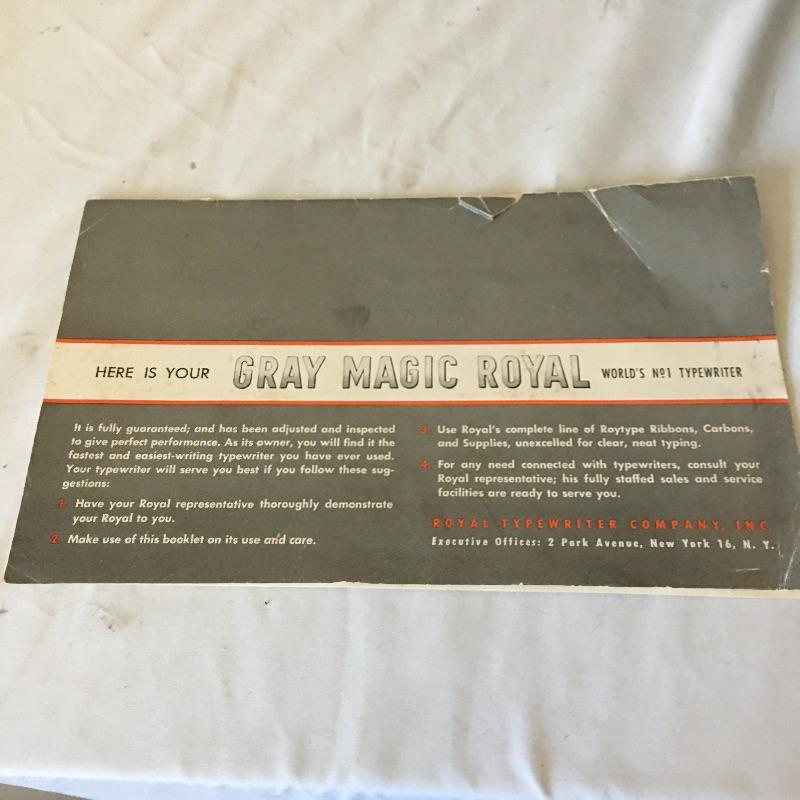 HERE IS YOUR GRAY MAGIC ROYAL WORLD'S Nº1 TYPEWRITER
It is fully guaranteed; and has been adjusted and inspected
to give perfect performance. As its owner, you will find it the
fastest and easiest-writing typewriter you have ever used.
Your typewriter will serve you best if you follow these sug-
gestions:
1. Have your Royal representative thoroughly demonstrate
your Royal to you.
2. Make use of this booklet on its use and care.
3. Use Royal's complete line of Roytype Ribbons, Carbons,
and Supplies, unexcelled for clear, neat typing.
4. For any need connected with typewriters, consult your
Royal representative; his fully staffed sales and service
facilities are ready to serve you.
ROYAL TYPEWRITER COMPANY, INC.
Executive Offices: 2 Park Avenue, New York 16, N. Y.